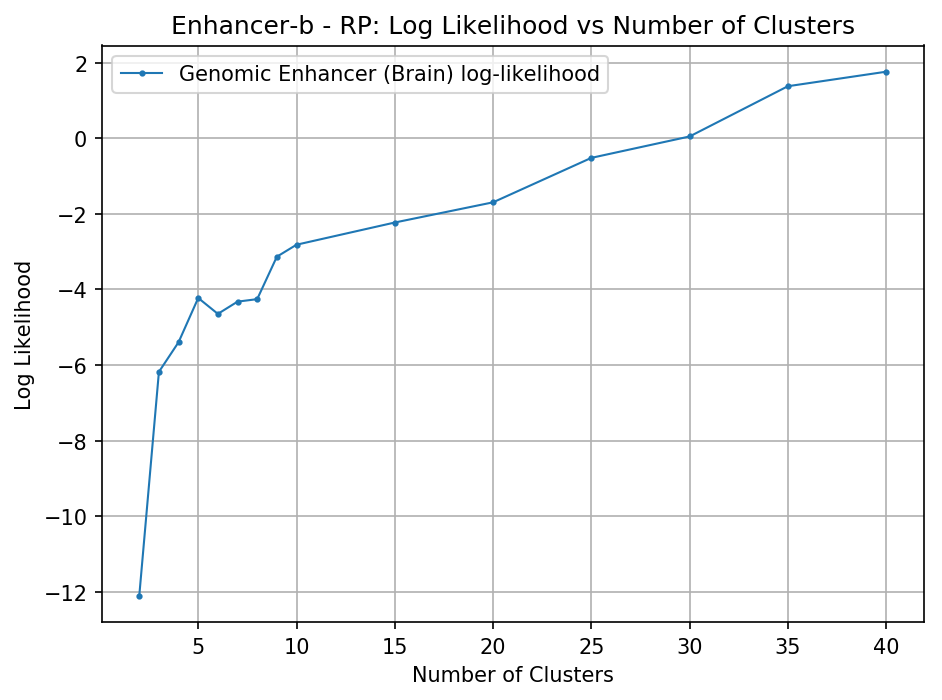 Enhancer-b - RP: Log Likelihood vs Number of Clusters
Genomic Enhancer (Brain) log-likelihood
Log Likelihood
2
0
−2
−4
−6
−8
−10
−12
5 10 15 20 25 30 35 40
Number of Clusters